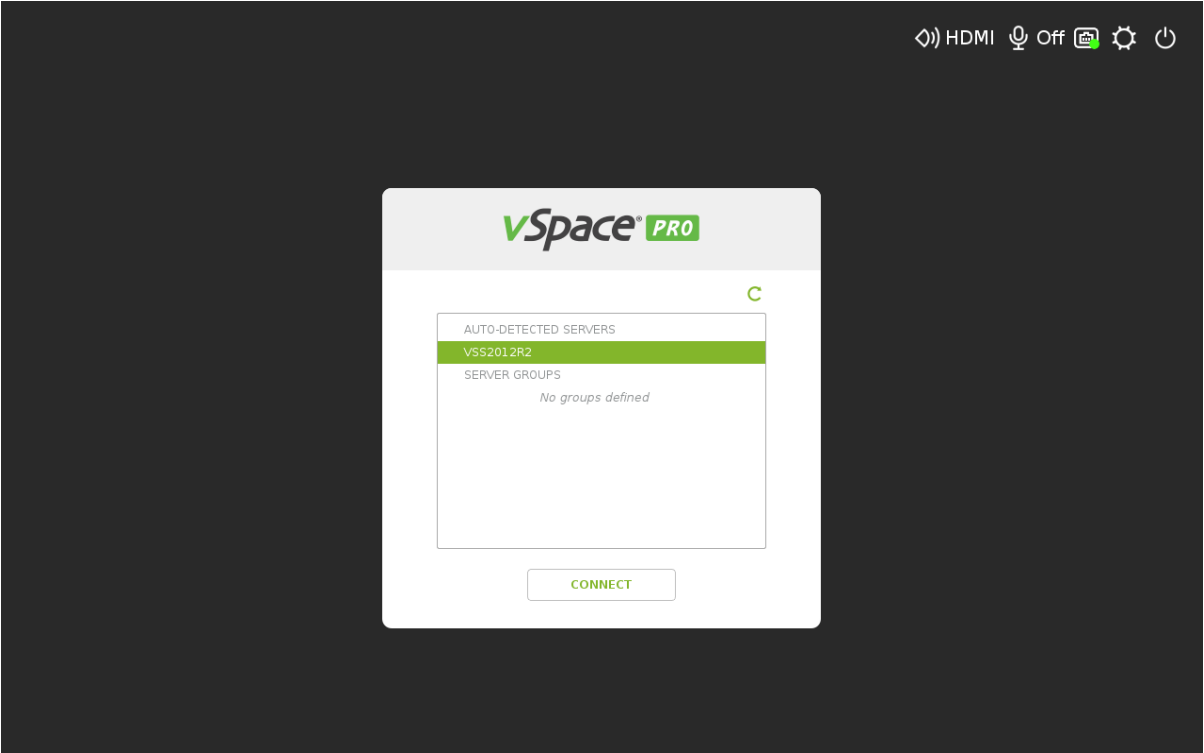 HDMI Off
vSpace® PRO
AUTO-DETECTED SERVERS
VSS2012R2
SERVER GROUPS
No groups defined
CONNECT